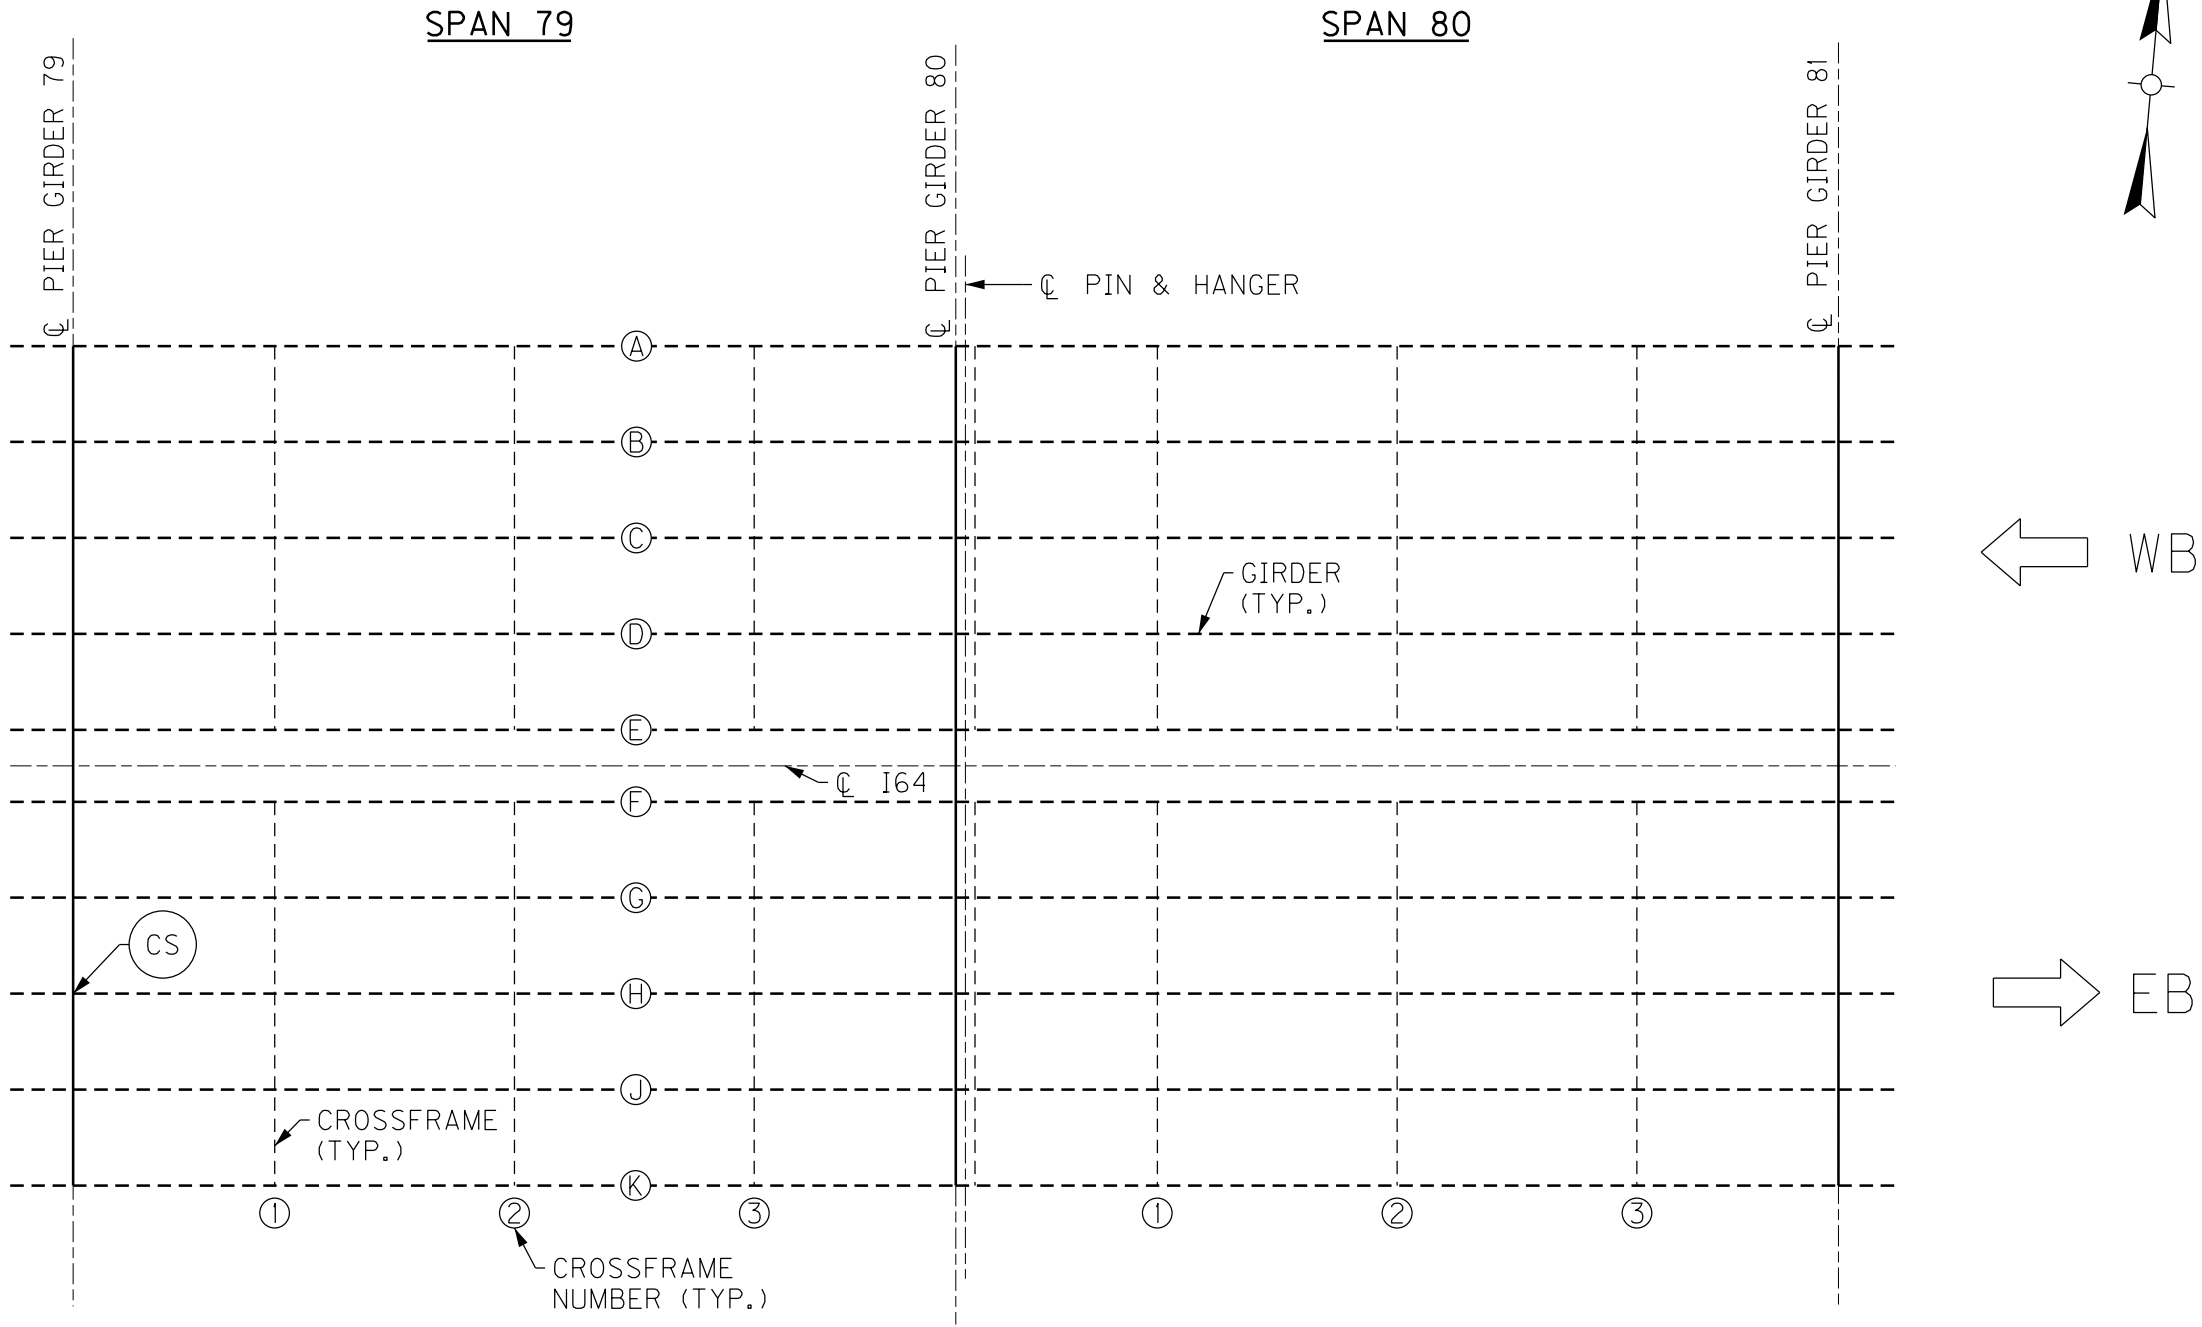 SPAN 79
SPAN 80
℄ PIER GIRDER 79
℄ PIER GIRDER 80
℄ PIER GIRDER 81
℄ PIN & HANGER
A
B
C
WB
GIRDER
(TYP.)
D
E
℄ I64
F
G
CS
H
EB
J
CROSSFRAME
(TYP.)
K
1
2
3
1
2
3
CROSSFRAME
NUMBER (TYP.)